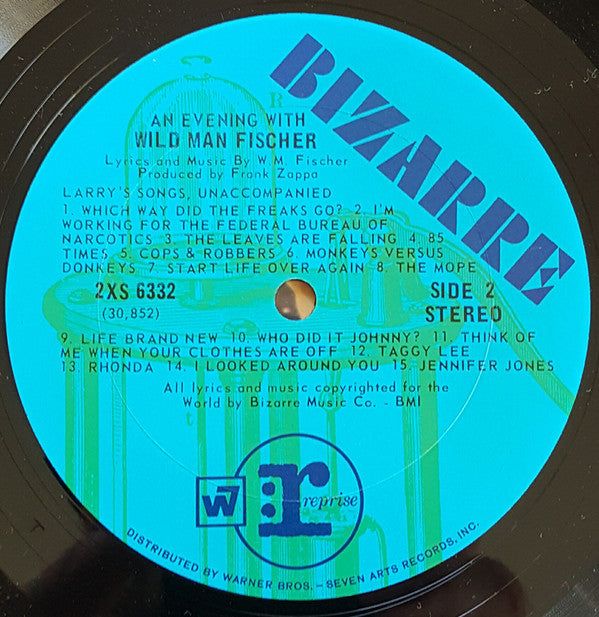 BIZARRE
AN EVENING WITH
WILD MAN FISCHER
Lyrics and Music By W.M. Fischer
Produced by Frank Zappa
LARRY'S SONGS, UNACCOMPANIED
1. WHICH WAY DID THE FREAKS GO? 2. I'M
WORKING FOR THE FEDERAL BUREAU OF
NARCOTICS 3. THE LEAVES ARE FALLING 4. 85
TIMES 5. COPS & ROBBERS 6. MONKEYS VERSUS
DONKEYS 7. START LIFE OVER AGAIN 8. THE MOPE
2XS 6332 SIDE 2
(30,852) STEREO
9. LIFE BRAND NEW 10. WHO DID IT JOHNNY? 11. THINK OF
ME WHEN YOUR CLOTHES ARE OFF 12. TAGGY LEE
13. RHONDA 14. I LOOKED AROUND YOU 15. JENNIFER JONES
All lyrics and music copyrighted for the
World by Bizarre Music Co. - BMI
W7 :r reprise
DISTRIBUTED BY WARNER BROS. – SEVEN ARTS RECORDS, INC.